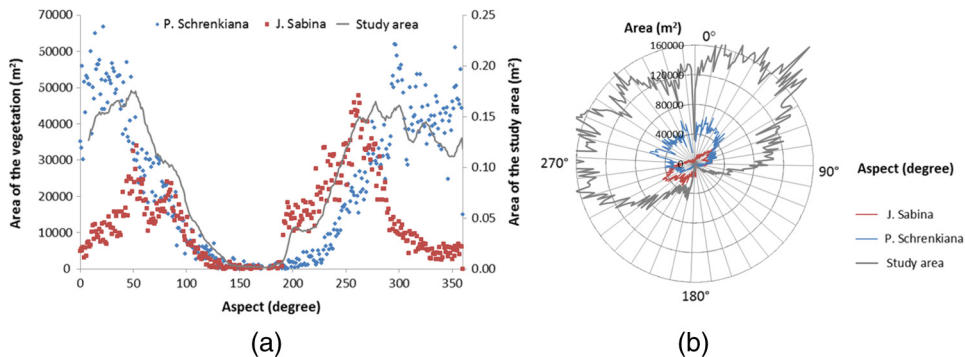 P. Schrenkiana J. Sabina Study area
Area of the vegetation (m²)
70000
60000
50000
40000
30000
20000
10000
0
0.25
0.20
0.15
0.10
0.05
0.00
Area of the study area (m²)
0 50 100 150 200 250 300 350
Aspect (degree)
(a)
Area (m²)
0°
160000
120000
80000
40000
0
270°
90°
180°
Aspect (degree)
J. Sabina
P. Schrenkiana
Study area
(b)